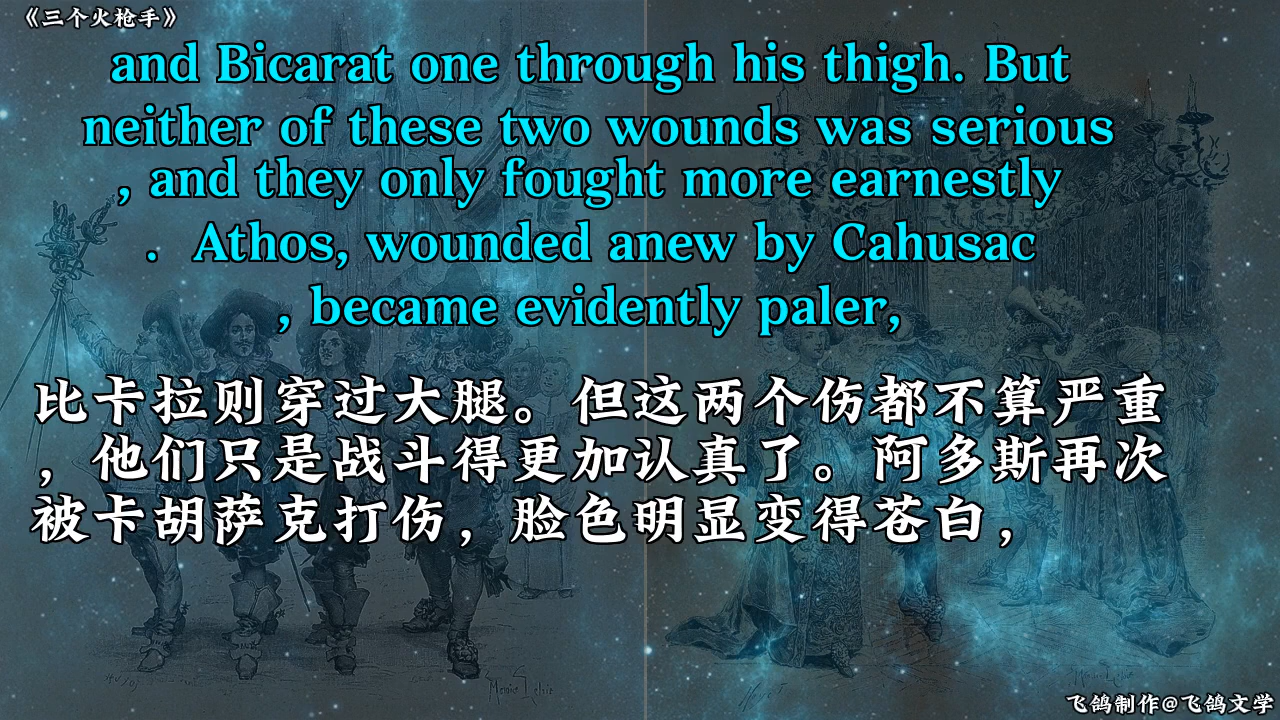 《三个火枪手》
and Bicarat one through his thigh. But
neither of these two wounds was serious
, and they only fought more earnestly
. Athos, wounded anew by Cahusac
, became evidently paler,
比卡拉则穿过大腿。但这两个伤都不算严重
，他们只是战斗得更加认真了。阿多斯再次
被卡胡萨克打伤，脸色明显变得苍白，
飞鸽制作@飞鸽文学